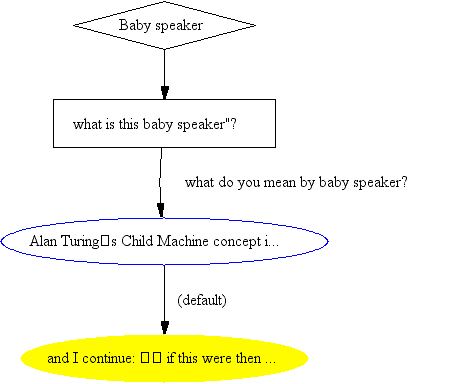 Baby speaker
what is this baby speaker"?
what do you mean by baby speaker?
Alan Turing▯s Child Machine concept i...
(default)
and I continue: ▯▯ if this were then ...